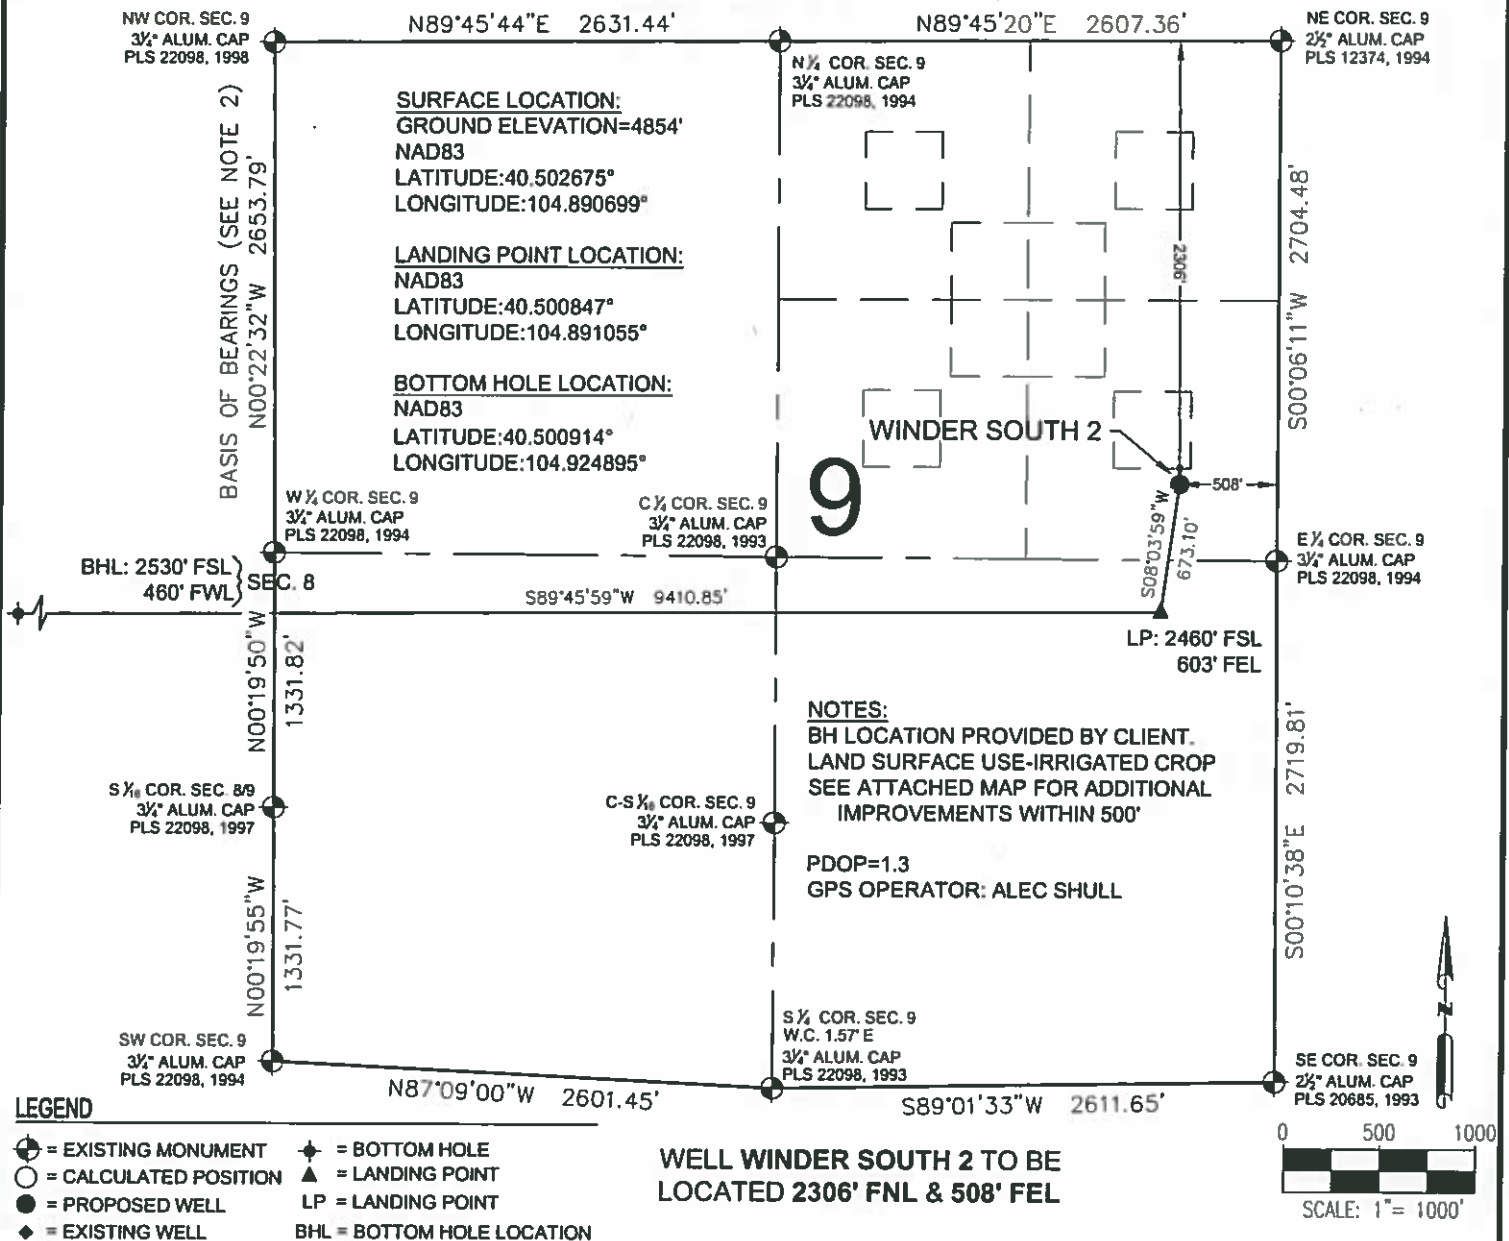 NW COR. SEC. 9
3¼" ALUM. CAP
PLS 22098, 1998
N89°45'44"E 2631.44'
N89°45'20"E 2607.36'
NE COR. SEC. 9
2½" ALUM. CAP
PLS 12374, 1994
N¼ COR. SEC. 9
3¼" ALUM. CAP
PLS 22098, 1994
BASIS OF BEARINGS (SEE NOTE 2)
N00°22'32"W 2653.79'
SURFACE LOCATION:
GROUND ELEVATION=4854'
NAD83
LATITUDE:40.502675°
LONGITUDE:104.890699°
LANDING POINT LOCATION:
NAD83
LATITUDE:40.500847°
LONGITUDE:104.891055°
BOTTOM HOLE LOCATION:
NAD83
LATITUDE:40.500914°
LONGITUDE:104.924895°
2306'
S00°06'11"W 2704.48'
WINDER SOUTH 2
9
508'
S08°03'59"W
673.10'
W¼ COR. SEC. 9
3¼" ALUM. CAP
PLS 22098, 1994
C¼ COR. SEC. 9
3¼" ALUM. CAP
PLS 22098, 1993
E¼ COR. SEC. 9
3¼" ALUM. CAP
PLS 22098, 1994
BHL: 2530' FSL
460' FWL
SEC. 8
S89°45'59"W 9410.85'
LP: 2460' FSL
603' FEL
N00°19'50"W
1331.82'
NOTES:
BH LOCATION PROVIDED BY CLIENT.
LAND SURFACE USE-IRRIGATED CROP
SEE ATTACHED MAP FOR ADDITIONAL
IMPROVEMENTS WITHIN 500'
PDOP=1.3
GPS OPERATOR: ALEC SHULL
S00°10'38"E 2719.81'
S 1/16 COR. SEC. 8/9
3¼" ALUM. CAP
PLS 22098, 1997
C-S 1/16 COR. SEC. 9
3¼" ALUM. CAP
PLS 22098, 1997
N00°19'55"W
1331.77'
N
SW COR. SEC. 9
3¼" ALUM. CAP
PLS 22098, 1994
S¼ COR. SEC. 9
W.C. 1.57' E
3¼" ALUM. CAP
PLS 22098, 1993
SE COR. SEC. 9
2½" ALUM. CAP
PLS 20685, 1993
N87°09'00"W 2601.45'
S89°01'33"W 2611.65'
LEGEND
= EXISTING MONUMENT
= CALCULATED POSITION
= PROPOSED WELL
= EXISTING WELL
= BOTTOM HOLE
= LANDING POINT
LP = LANDING POINT
BHL = BOTTOM HOLE LOCATION
WELL WINDER SOUTH 2 TO BE
LOCATED 2306' FNL & 508' FEL
0 500 1000
SCALE: 1"= 1000'